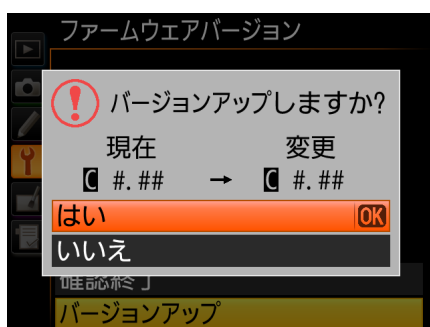 ファームウェアバージョン
バージョンアップしますか?
現在 変更
C #.## → C #.##
はい OK
いいえ
確認終了
バージョンアップ